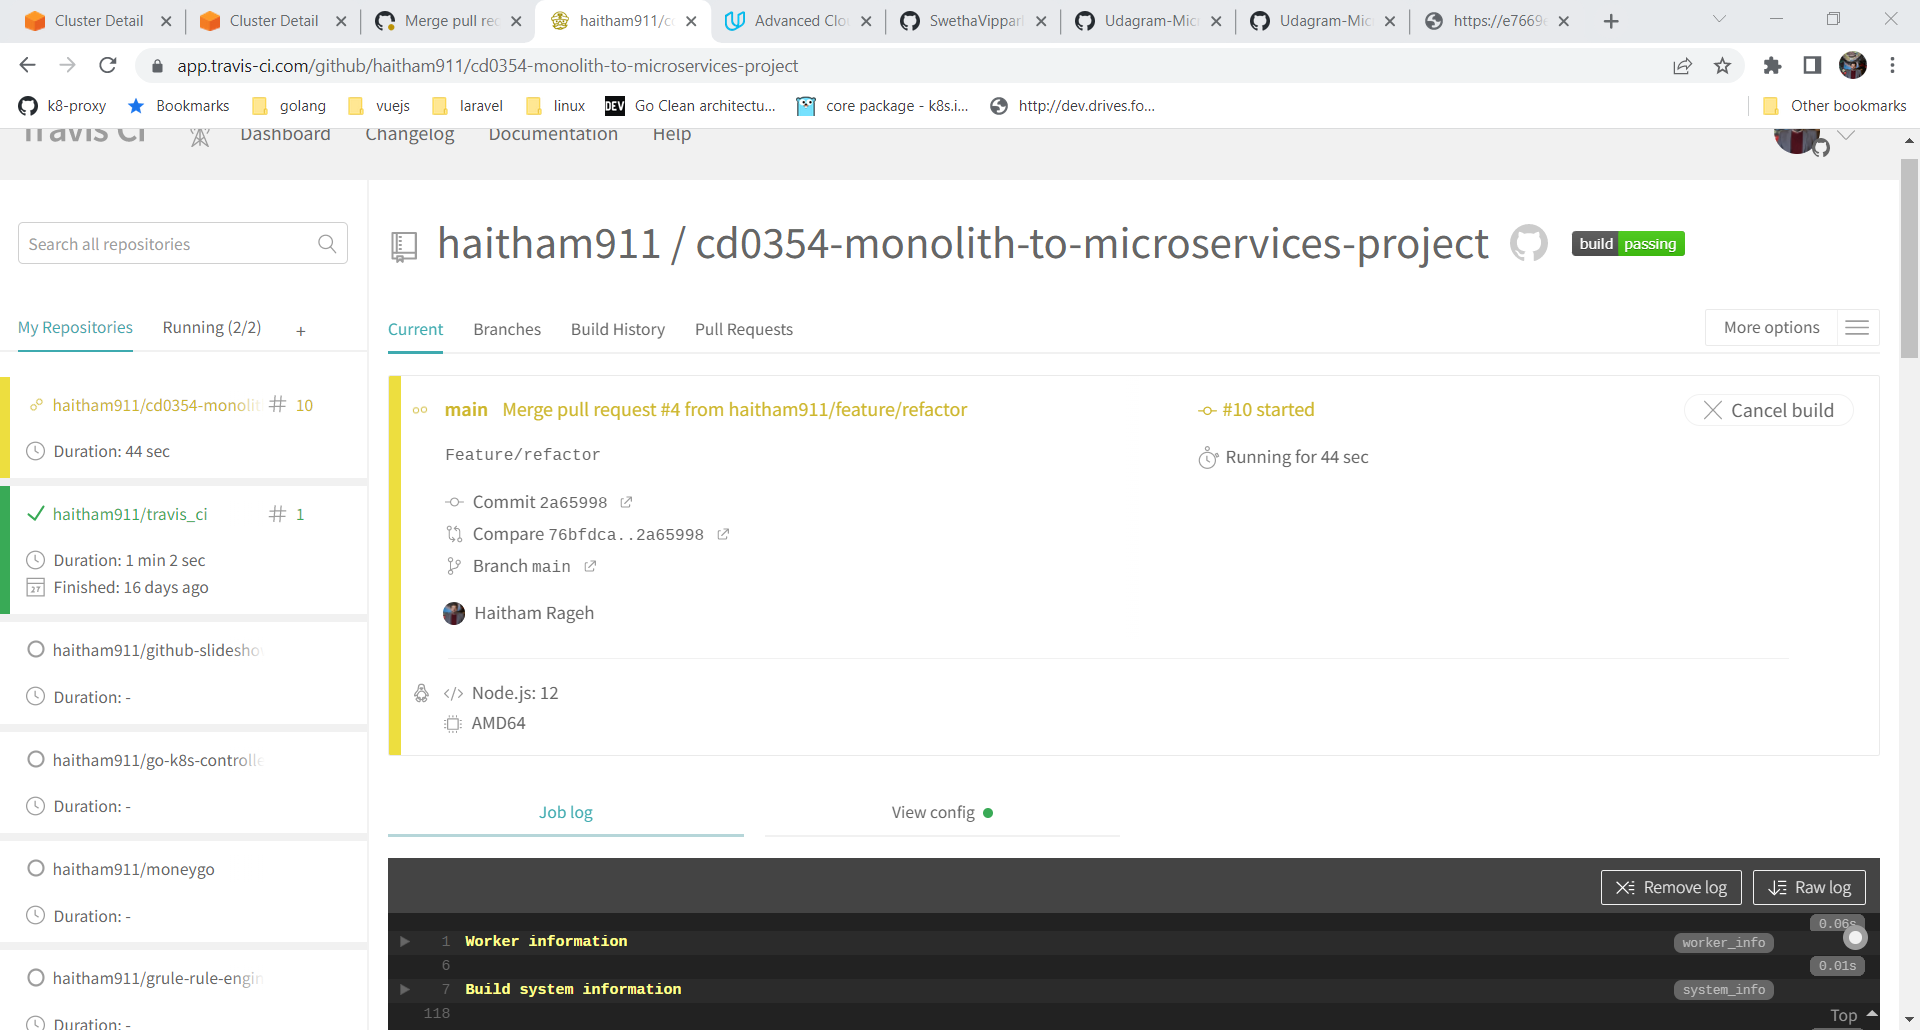 Cluster Detail
Cluster Detail
Merge pull rec
haitham911/c
Advanced Clo
SwethaVippar
Udagram-Mic
Udagram-Mic
https://e7669
app.travis-ci.com/github/haitham911/cd0354-monolith-to-microservices-project
k8-proxy
Bookmarks
golang
vuejs
laravel
linux
DEV
Go Clean architectu...
core package - k8s.i...
http://dev.drives.fo...
Other bookmarks
Travis CI
Dashboard
Changelog
Documentation
Help
Search all repositories
haitham911 / cd0354-monolith-to-microservices-project
build passing
My Repositories
Running (2/2)
+
Current
Branches
Build History
Pull Requests
More options
haitham911/cd0354-monolit
# 10
Duration: 44 sec
haitham911/travis_ci
# 1
Duration: 1 min 2 sec
27
Finished: 16 days ago
haitham911/github-slidesho
Duration: -
haitham911/go-k8s-controlle
Duration: -
haitham911/moneygo
Duration: -
haitham911/grule-rule-engin
Duration: -
main Merge pull request #4 from haitham911/feature/refactor
#10 started
Cancel build
Feature/refactor
Running for 44 sec
Commit 2a65998
Compare 76bfdca..2a65998
Branch main
Haitham Rageh
</> Node.js: 12
AMD64
Job log
View config
Remove log
Raw log
0.06s
1 Worker information
worker_info
6
0.01s
7 Build system information
system_info
118
Top